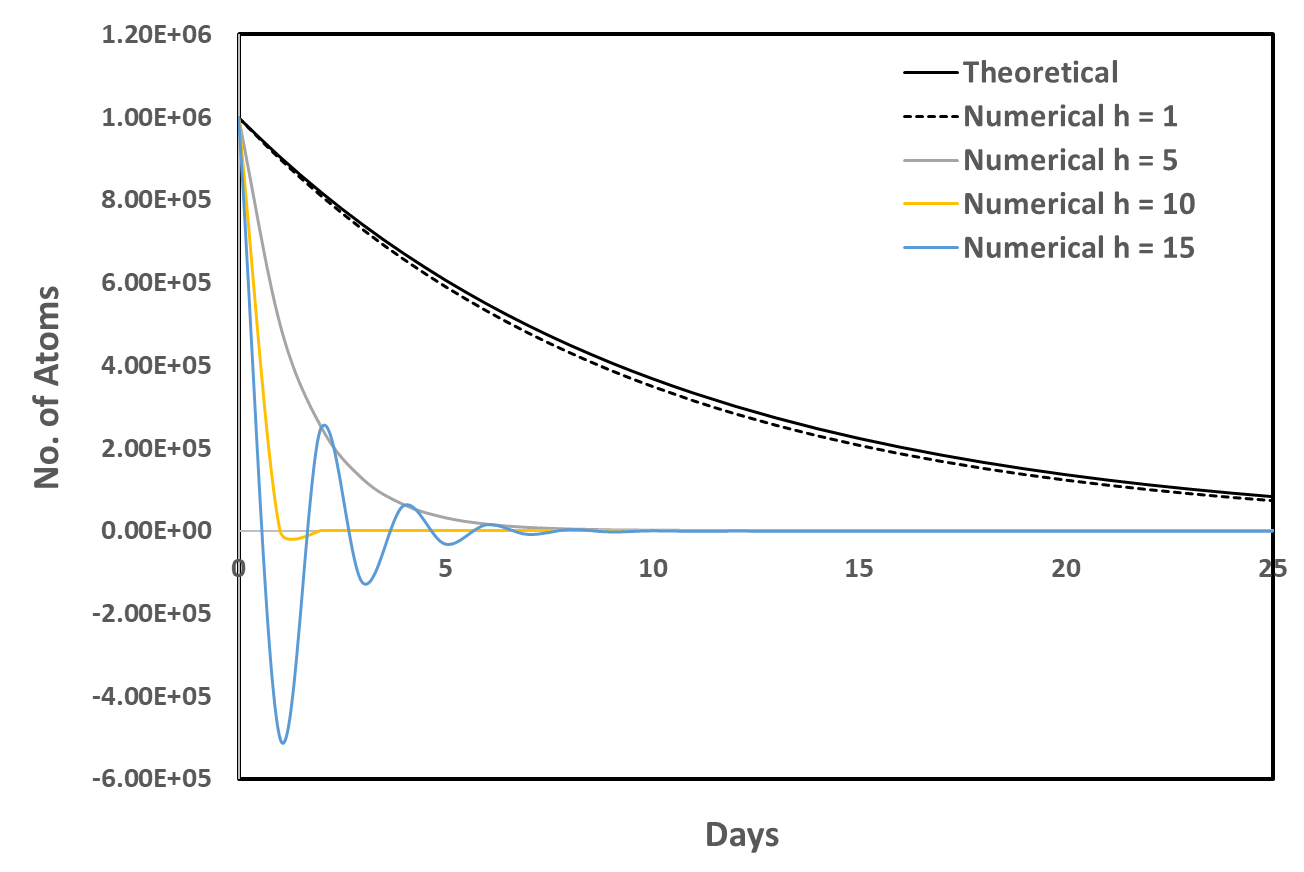 1.20E+06
1.00E+06
8.00E+05
6.00E+05
4.00E+05
2.00E+05
0.00E+00
-2.00E+05
-4.00E+05
-6.00E+05
No. of Atoms
Theoretical
Numerical h = 1
Numerical h = 5
Numerical h = 10
Numerical h = 15
0 5 10 15 20 25
Days